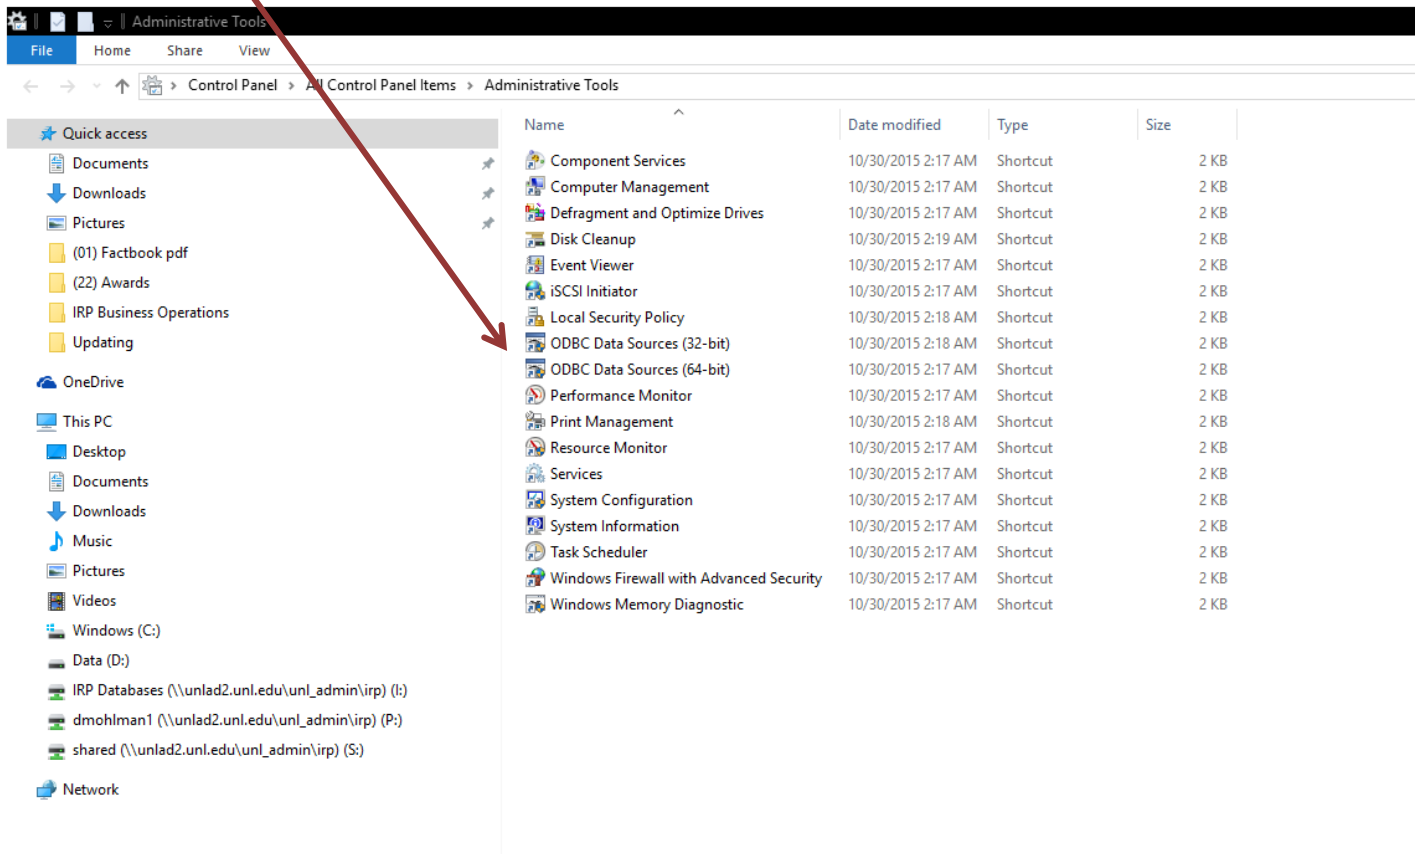 Administrative Tools
File Home Share View
Control Panel > All Control Panel Items > Administrative Tools
Quick access
Documents
Downloads
Pictures
(01) Factbook pdf
(22) Awards
IRP Business Operations
Updating
OneDrive
This PC
Desktop
Documents
Downloads
Music
Pictures
Videos
Windows (C:)
Data (D:)
IRP Databases (\\unlad2.unl.edu\unl_admin\irp) (I:)
dmohlman1 (\\unlad2.unl.edu\unl_admin\irp) (P:)
shared (\\unlad2.unl.edu\unl_admin\irp) (S:)
Network
Name Date modified Type Size
Component Services 10/30/2015 2:17 AM Shortcut 2 KB
Computer Management 10/30/2015 2:17 AM Shortcut 2 KB
Defragment and Optimize Drives 10/30/2015 2:17 AM Shortcut 2 KB
Disk Cleanup 10/30/2015 2:19 AM Shortcut 2 KB
Event Viewer 10/30/2015 2:17 AM Shortcut 2 KB
iSCSI Initiator 10/30/2015 2:17 AM Shortcut 2 KB
Local Security Policy 10/30/2015 2:18 AM Shortcut 2 KB
ODBC Data Sources (32-bit) 10/30/2015 2:18 AM Shortcut 2 KB
ODBC Data Sources (64-bit) 10/30/2015 2:17 AM Shortcut 2 KB
Performance Monitor 10/30/2015 2:17 AM Shortcut 2 KB
Print Management 10/30/2015 2:18 AM Shortcut 2 KB
Resource Monitor 10/30/2015 2:17 AM Shortcut 2 KB
Services 10/30/2015 2:17 AM Shortcut 2 KB
System Configuration 10/30/2015 2:17 AM Shortcut 2 KB
System Information 10/30/2015 2:17 AM Shortcut 2 KB
Task Scheduler 10/30/2015 2:17 AM Shortcut 2 KB
Windows Firewall with Advanced Security 10/30/2015 2:17 AM Shortcut 2 KB
Windows Memory Diagnostic 10/30/2015 2:17 AM Shortcut 2 KB